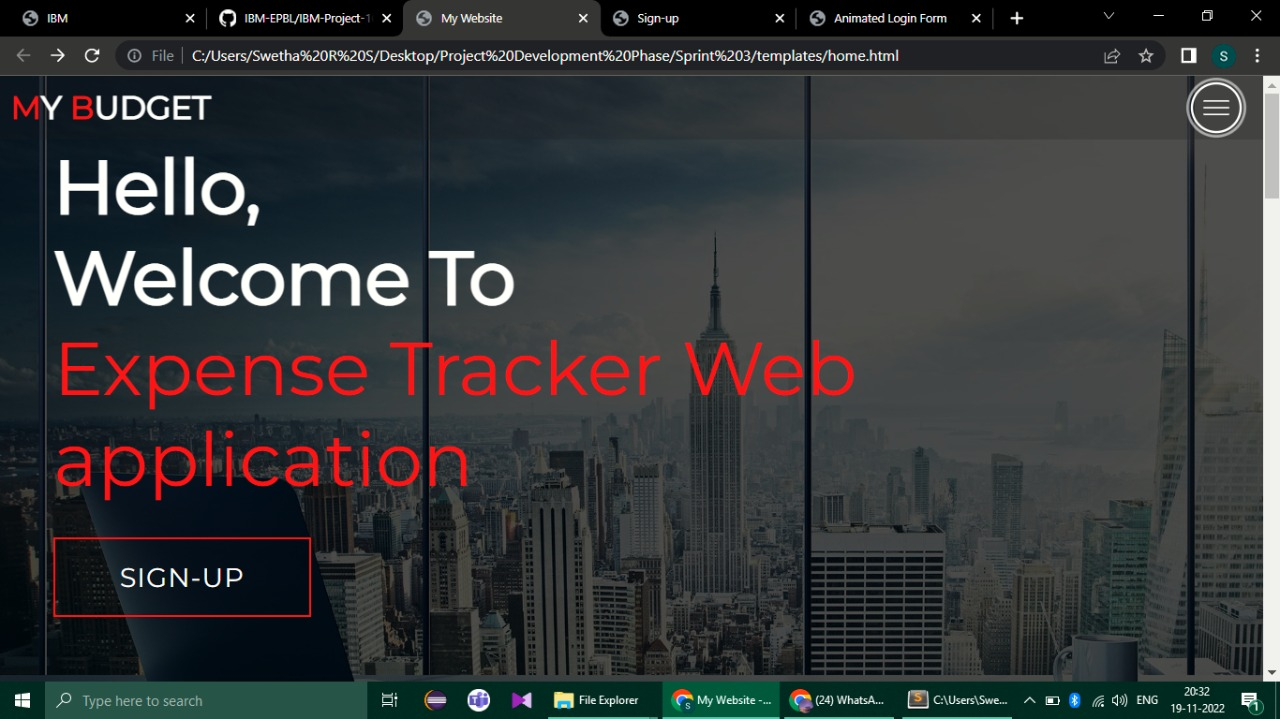 IBM
IBM-EPBL/IBM-Project-1
My Website
Sign-up
Animated Login Form
File
C:/Users/Swetha%20R%20S/Desktop/Project%20Development%20Phase/Sprint%203/templates/home.html
S
MY BUDGET
Hello,
Welcome To
Expense Tracker Web
application
SIGN-UP
Type here to search
File Explorer
My Website -...
(24) WhatsA...
C:\Users\Swe...
ENG
20:32
19-11-2022
1